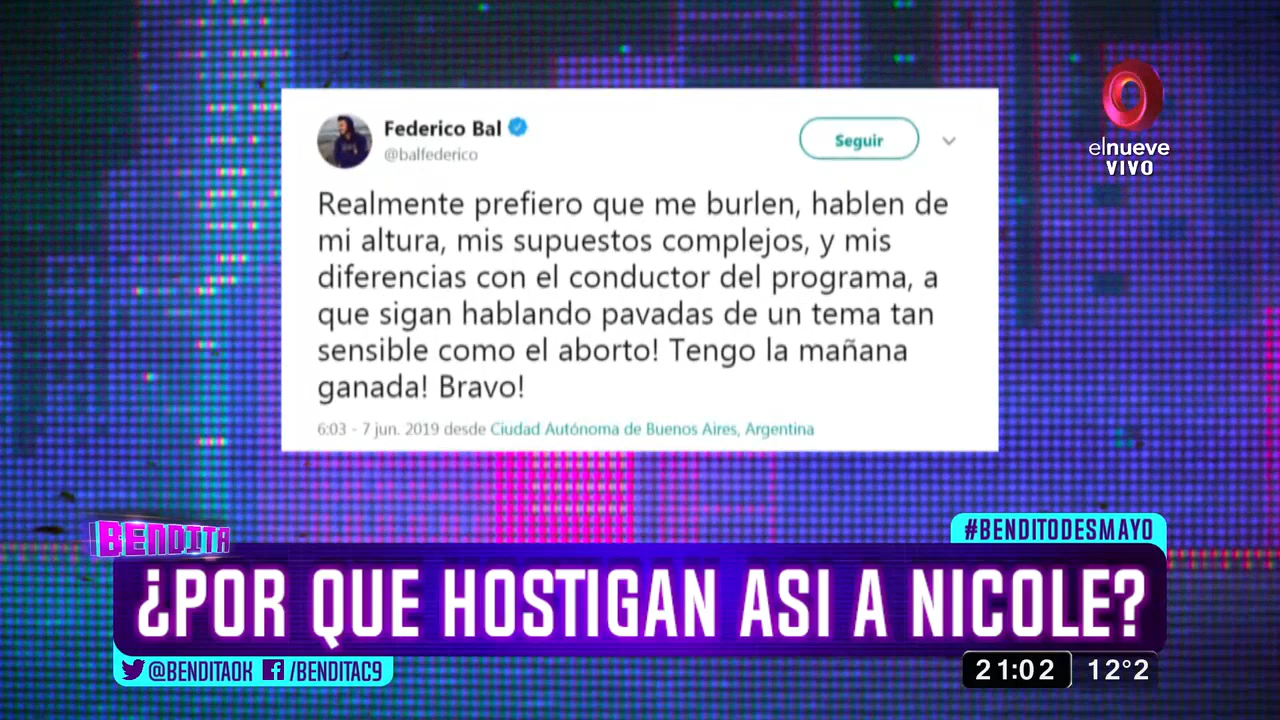 Federico Bal
@balfederico
Seguir
elnueve
VIVO
Realmente prefiero que me burlen, hablen de
mi altura, mis supuestos complejos, y mis
diferencias con el conductor del programa, a
que sigan hablando pavadas de un tema tan
sensible como el aborto! Tengo la mañana
ganada! Bravo!
6:03 - 7 jun. 2019 desde Ciudad Autónoma de Buenos Aires, Argentina
BENDITA
#BENDITODESMAYO
¿POR QUE HOSTIGAN ASI A NICOLE?
@BENDITAOK /BENDITAC9
21:02 12°2